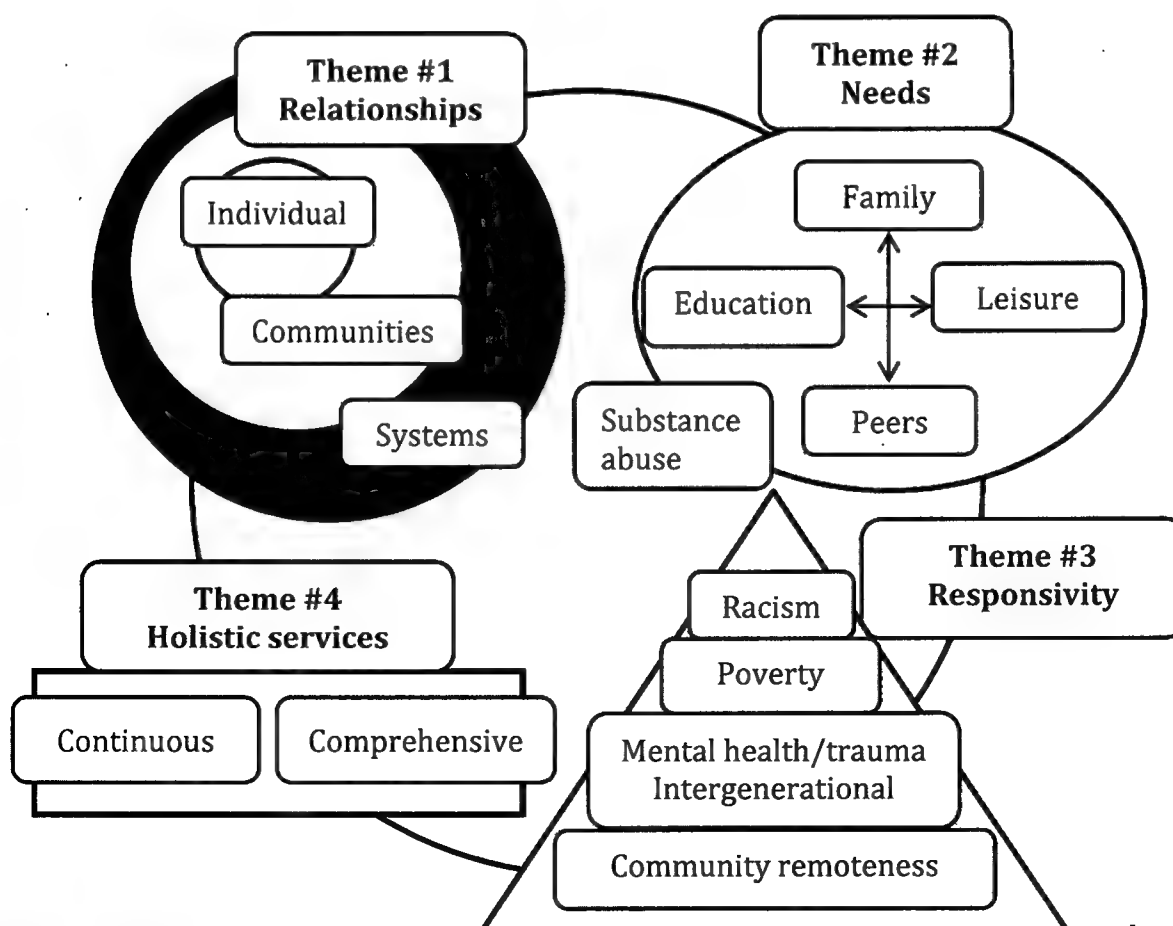 Theme #1
Relationships
Individual
Communities
Systems
Theme #2
Needs
Family
Education
Leisure
Peers
Substance
abuse
Theme #3
Responsivity
Racism
Poverty
Mental health/trauma
Intergenerational
Community remoteness
Theme #4
Holistic services
Continuous
Comprehensive